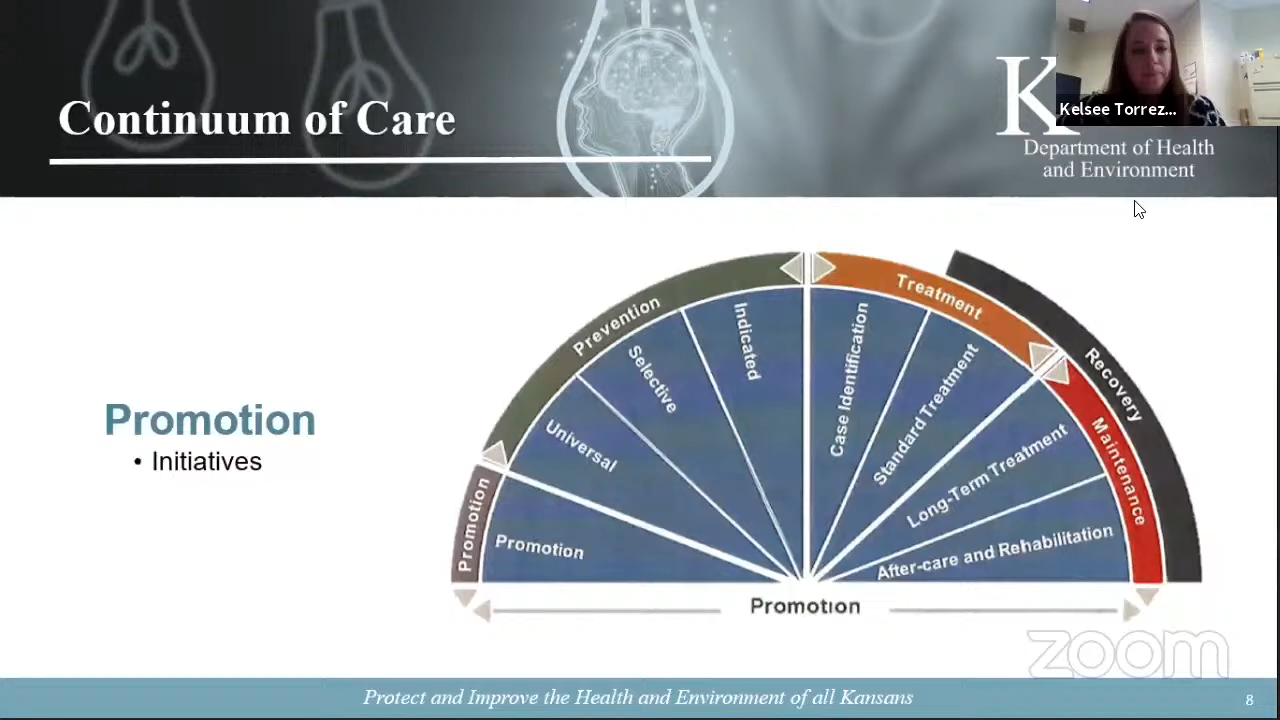 Continuum of Care
K
Kelsee Torrez...
Department of Health
and Environment
Promotion
• Initiatives
Promotion
Prevention
Treatment
Recovery
Maintenance
Promotion
Universal
Selective
Indicated
Case Identification
Standard Treatment
Long-Term Treatment
After-care and Rehabilitation
Promotion
zoom
Protect and Improve the Health and Environment of all Kansans
8